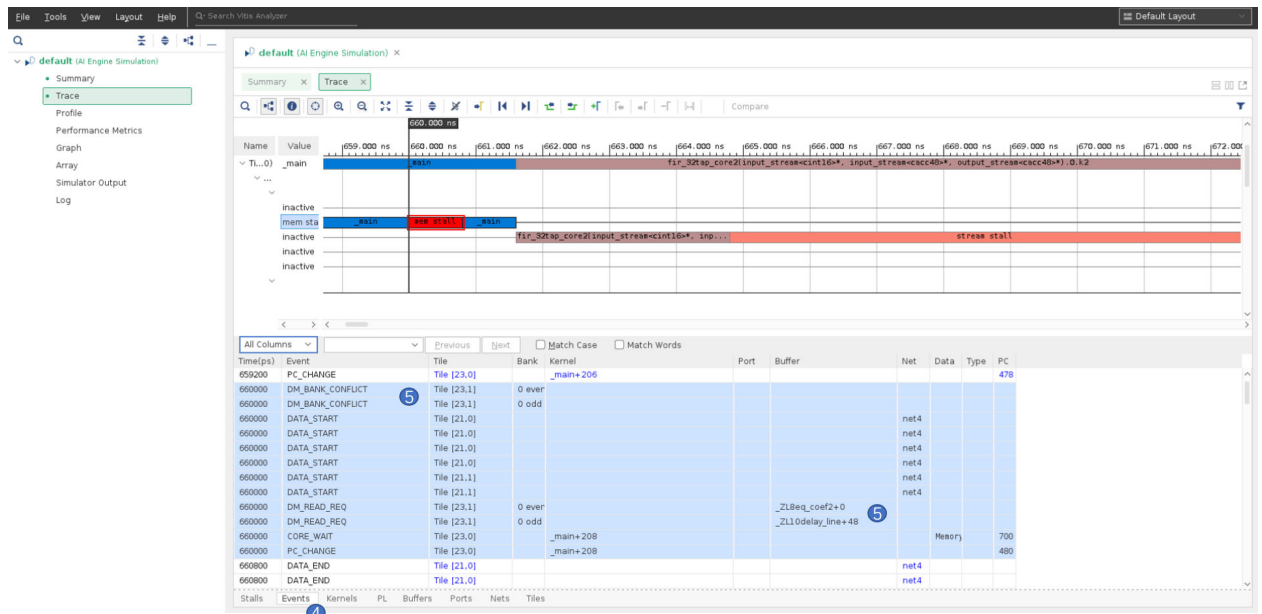 File Tools View Layout Help Q- Search Vitis Analyzer Default Layout
default (AI Engine Simulation)
Summary
Trace
Profile
Performance Metrics
Graph
Array
Simulator Output
Log
default (AI Engine Simulation) ×
Summary × Trace ×
Compare
660.000 ns
Name Value 659.000 ns 660.000 ns 661.000 ns 662.000 ns 663.000 ns 664.000 ns 665.000 ns 666.000 ns 667.000 ns 668.000 ns 669.000 ns 670.000 ns 671.000 ns 672.00
Ti...0) _main _main fir_32tap_core2(input_stream<cint16>*, input_stream<cacc48>*, output_stream<cacc48>*).0.k2
...
inactive
mem sta _main mem stall _main
inactive fir_32tap_core2(input_stream<cint16>*, inp... stream stall
inactive
inactive
All Columns Previous Next Match Case Match Words
Time(ps) Event Tile Bank Kernel Port Buffer Net Data Type PC
659200 PC_CHANGE Tile [23,0] _main+206 478
660000 DM_BANK_CONFLICT Tile [23,1] 0 ever
5
660000 DM_BANK_CONFLICT Tile [23,1] 0 odd
660000 DATA_START Tile [21,0] net4
660000 DATA_START Tile [21,0] net4
660000 DATA_START Tile [21,0] net4
660000 DATA_START Tile [21,0] net4
660000 DATA_START Tile [21,1] net4
660000 DATA_START Tile [21,1] net4
660000 DM_READ_REQ Tile [23,1] 0 ever _ZL8eq_coef2+0
5
660000 DM_READ_REQ Tile [23,1] 0 odd _ZL10delay_line+48
660000 CORE_WAIT Tile [23,0] _main+208 Memory 700
660000 PC_CHANGE Tile [23,0] _main+208 480
660800 DATA_END Tile [21,0] net4
660800 DATA_END Tile [21,0] net4
Stalls Events Kernels PL Buffers Ports Nets Tiles
4